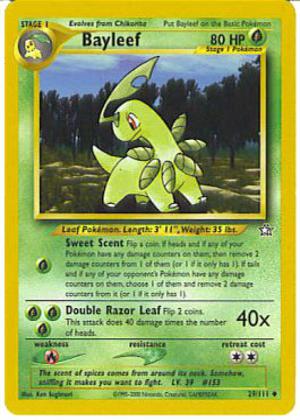 STAGE 1 Evolves from Chikorita Put Bayleef on the Basic Pokémon
Bayleef 80 HP
Stage 1 Pokémon
Leaf Pokémon. Length: 3' 11", Weight: 35 lbs.
Sweet Scent Flip a coin. If heads and if any of your
Pokémon have any damage counters on them, then remove 2
damage counters from 1 of them (or 1 if it only has 1). If tails
and if any of your opponent's Pokémon have any damage
counters on them, choose 1 of them and remove 2 damage counters
from it (or 1 if it only has 1).
Double Razor Leaf Flip 2 coins.
This attack does 40 damage times the number
of heads.
40x
weakness resistance retreat cost
The scent of spices comes from around its neck. Somehow,
sniffing it makes you want to fight. LV. 39 #153
Illus. Ken Sugimori ©1995-2000 Nintendo, Creatures, GAMEFREAK. 29/111